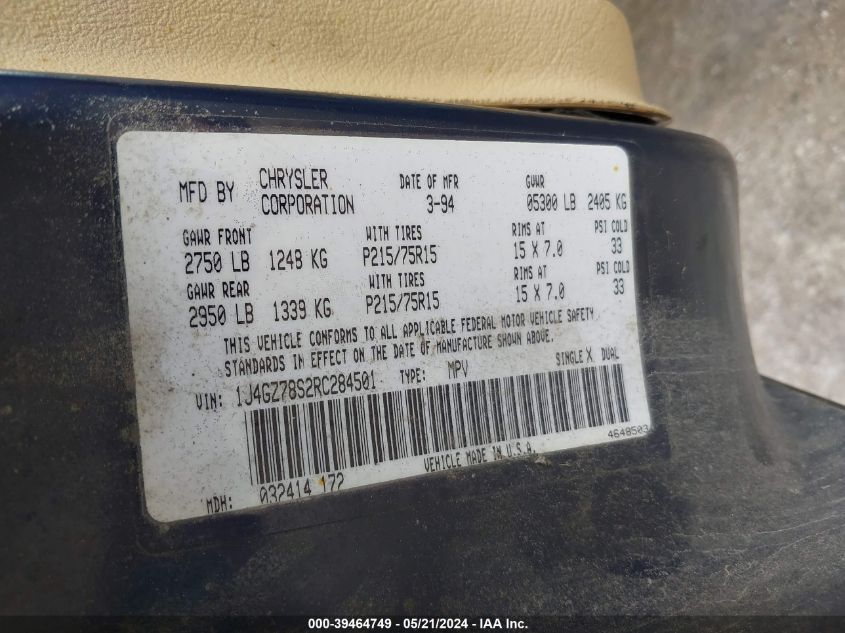 MFD BY CHRYSLER CORPORATION DATE OF MFR 3-94 GVWR 05300 LB 2405 KG
GAWR FRONT WITH TIRES RIMS AT PSI COLD
2750 LB 1248 KG P215/75R15 15 X 7.0 33
GAWR REAR WITH TIRES RIMS AT PSI COLD
2950 LB 1339 KG P215/75R15 15 X 7.0 33
THIS VEHICLE CONFORMS TO ALL APPLICABLE FEDERAL MOTOR VEHICLE SAFETY
STANDARDS IN EFFECT ON THE DATE OF MANUFACTURE SHOWN ABOVE.
VIN: 1J4GZ78S2RC284501 TYPE: MPV SINGLE X DUAL
4648503
VEHICLE MADE IN U.S.A.
MDH: 032414 172
000-39464749 / 05/21/2024 - IAA Inc.